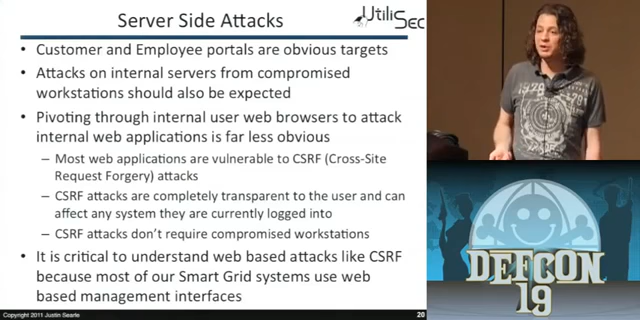 Server Side Attacks
UtiliSec
• Customer and Employee portals are obvious targets
• Attacks on internal servers from compromised
workstations should also be expected
• Pivoting through internal user web browsers to attack
internal web applications is far less obvious
– Most web applications are vulnerable to CSRF (Cross-Site
Request Forgery) attacks
– CSRF attacks are completely transparent to the user and can
affect any system they are currently logged into
– CSRF attacks don't require compromised workstations
• It is critical to understand web based attacks like CSRF
because most of our Smart Grid systems use web
based management interfaces
Copyright 2011 Justin Searle
20
DEFCON
19